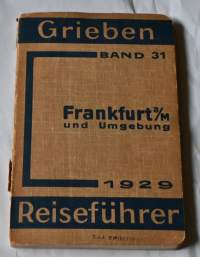 Grieben
BAND 31
Frankfurt a/M
und Umgebung
1929
Reiseführer